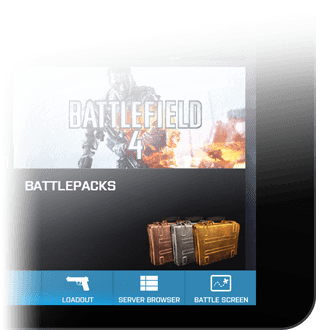 BATTLEFIELD
4
BATTLEPACKS
LOADOUT
SERVER BROWSER
BATTLE SCREEN